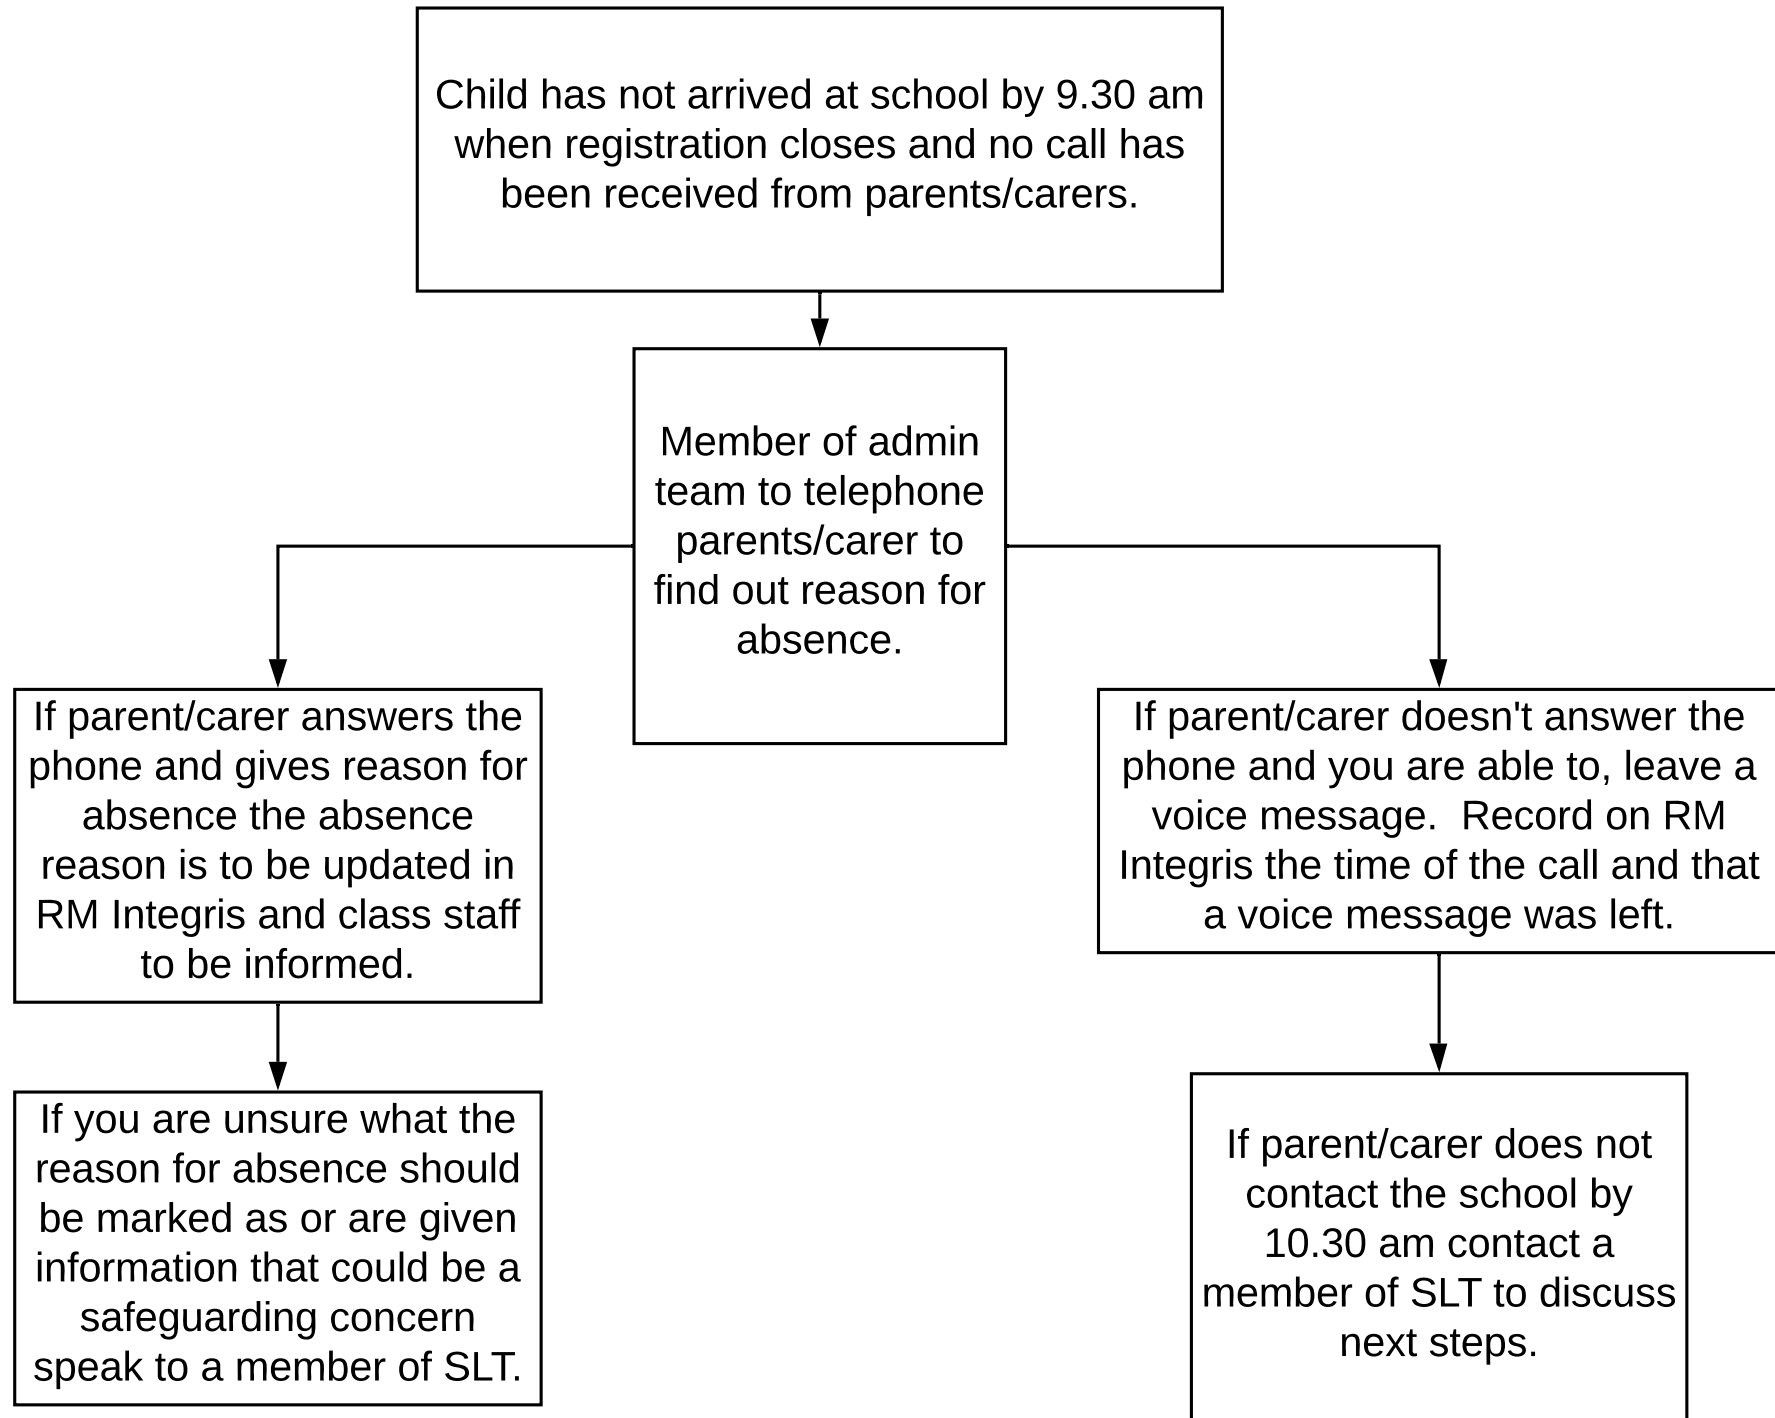 Child has not arrived at school by 9.30 am
when registration closes and no call has
been received from parents/carers.
Member of admin
team to telephone
parents/carer to
find out reason for
absence.
If parent/carer answers the
phone and gives reason for
absence the absence
reason is to be updated in
RM Integris and class staff
to be informed.
If parent/carer doesn't answer the
phone and you are able to, leave a
voice message.  Record on RM
Integris the time of the call and that
a voice message was left.
If you are unsure what the
reason for absence should
be marked as or are given
information that could be a
safeguarding concern
speak to a member of SLT.
If parent/carer does not
contact the school by
10.30 am contact a
member of SLT to discuss
next steps.